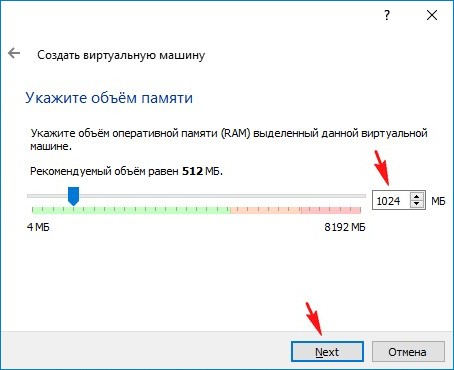 ?
Создать виртуальную машину
Укажите объём памяти
Укажите объём оперативной памяти (RAM) выделенный данной виртуальной
машине.
Рекомендуемый объём равен 512 МБ.
1024 МБ
4 МБ 8192 МБ
Next Отмена